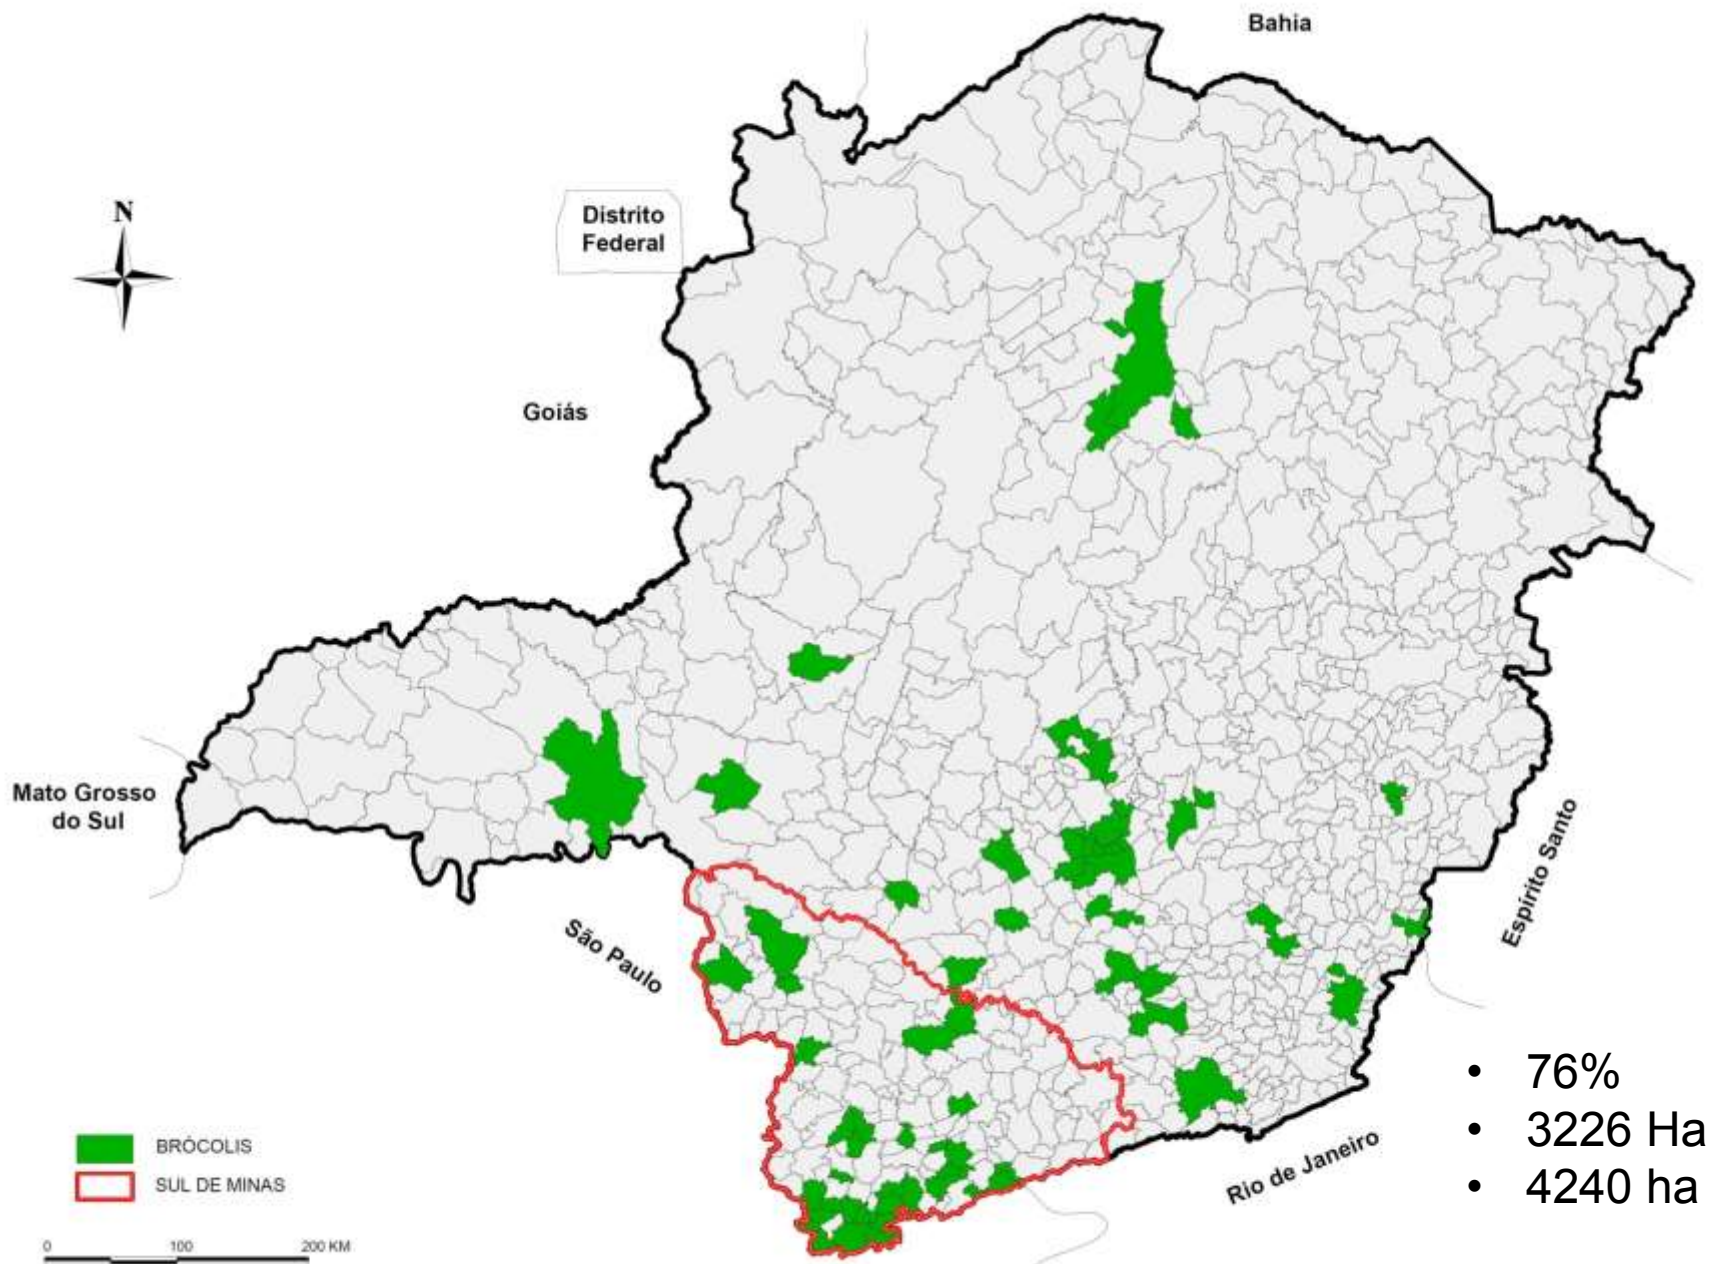 Bahia
N
Distrito
Federal
Goiás
Mato Grosso
do Sul
Espírito Santo
São Paulo
Rio de Janeiro
• 76%
• 3226 Ha
• 4240 ha
BRÓCOLIS
SUL DE MINAS
0 100 200 KM